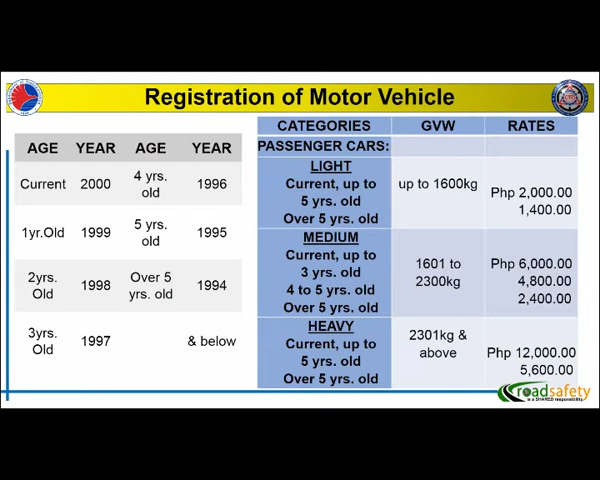 Registration of Motor Vehicle
AGE YEAR AGE YEAR
Current 2000 4 yrs. old 1996
1yr.Old 1999 5 yrs. old 1995
2yrs. Old 1998 Over 5 yrs. old 1994
3yrs. Old 1997 & below
CATEGORIES GVW RATES
PASSENGER CARS:
LIGHT
Current, up to 5 yrs. old
Over 5 yrs. old
up to 1600kg
Php 2,000.00
1,400.00
MEDIUM
Current, up to 3 yrs. old
4 to 5 yrs. old
Over 5 yrs. old
1601 to 2300kg
Php 6,000.00
4,800.00
2,400.00
HEAVY
Current, up to 5 yrs. old
Over 5 yrs. old
2301kg & above
Php 12,000.00
5,600.00
roadsafety
is a SHARED responsibility.